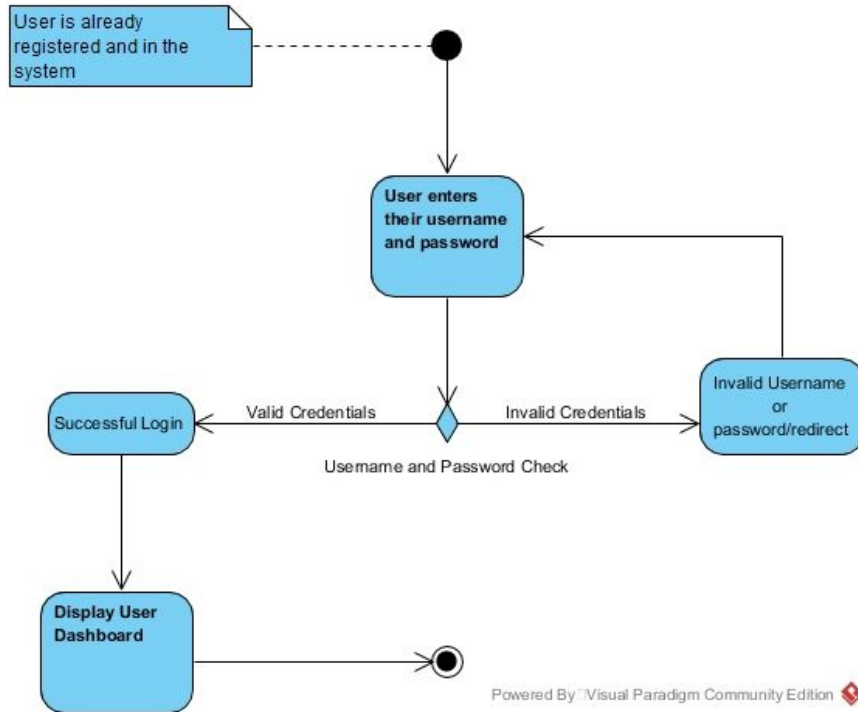 User is already
registered and in the
system
User enters
their username
and password
Invalid Username
or
password/redirect
Successful Login
Valid Credentials
Invalid Credentials
Username and Password Check
Display User
Dashboard
Powered By Visual Paradigm Community Edition